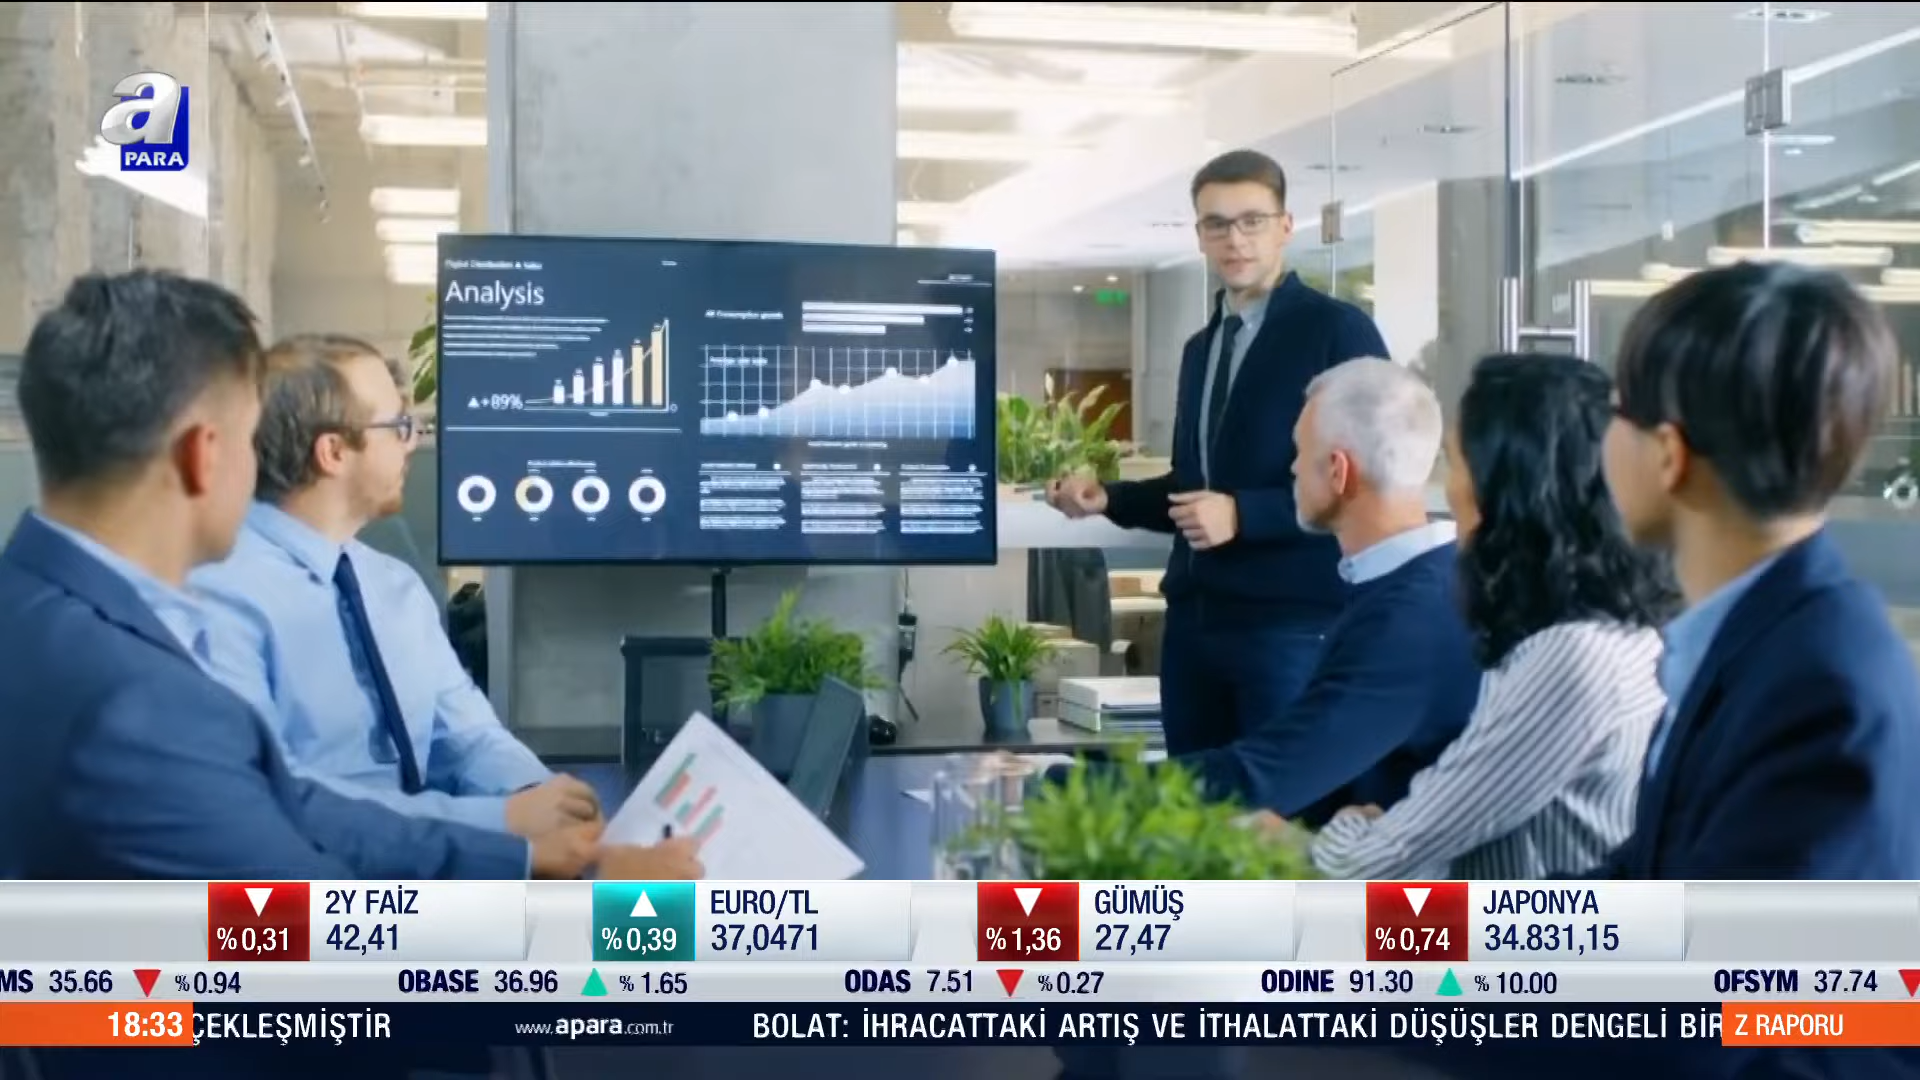 a
PARA
Analysis
+89%
2Y FAİZ
%0,31 42,41
EURO/TL
%0,39 37,0471
GÜMÜŞ
%1,36 27,47
JAPONYA
%0,74 34.831,15
MS 35.66 %0.94 OBASE 36.96 %1.65 ODAS 7.51 %0.27 ODINE 91.30 %10.00 OFSYM 37.74
18:33 ÇEKLEŞMİŞTİR www.apara.com.tr BOLAT: İHRACATTAKİ ARTIŞ VE İTHALATTAKİ DÜŞÜŞLER DENGELİ BİR Z RAPORU